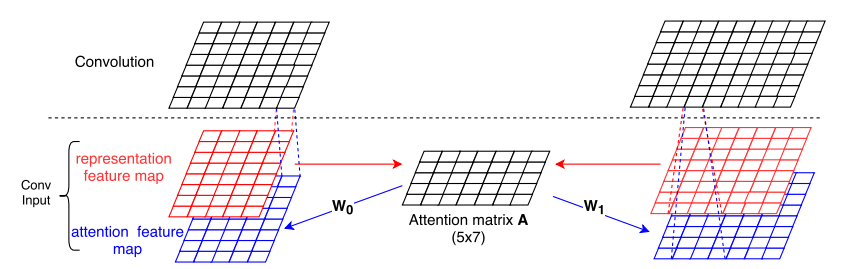 Convolution
representation
feature map
Conv
Input
attention feature
map
W0
Attention matrix A
(5x7)
W1